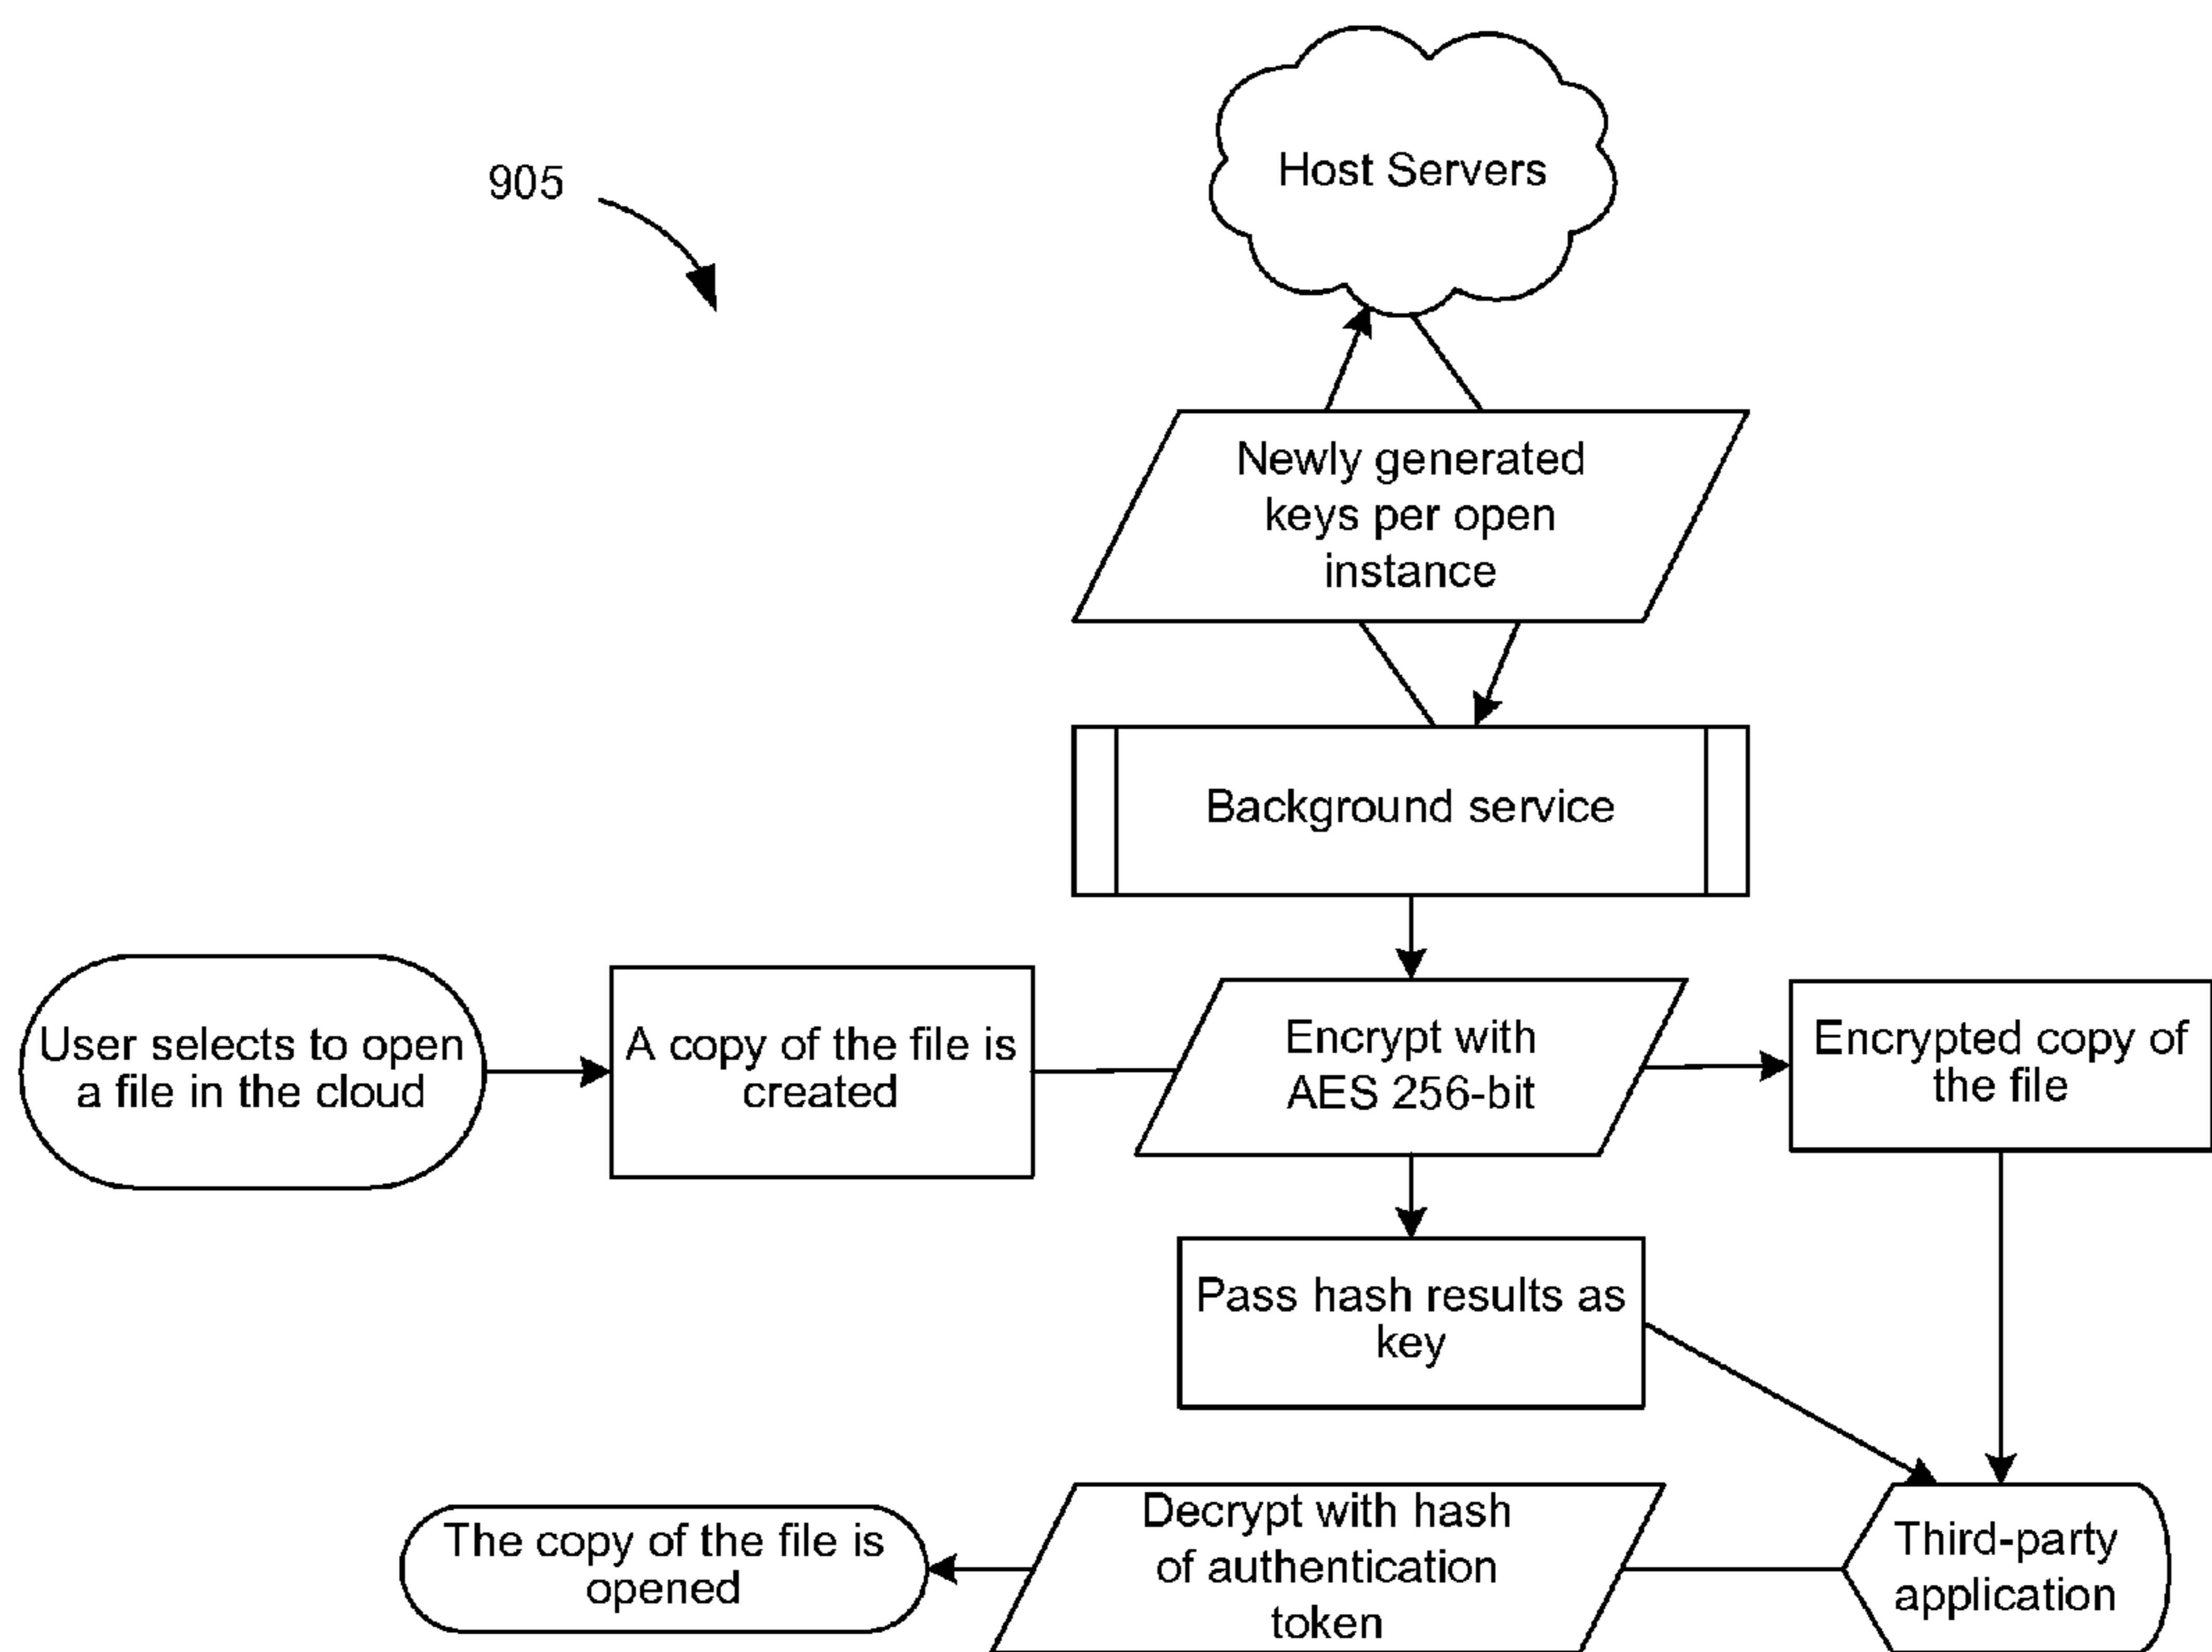 905
Host Servers
Newly generated
keys per open
instance
Background service
User selects to open
a file in the cloud
A copy of the file is
created
Encrypt with
AES 256-bit
Encrypted copy of
the file
Pass hash results as
key
The copy of the file is
opened
Decrypt with hash
of authentication
token
Third-party
application